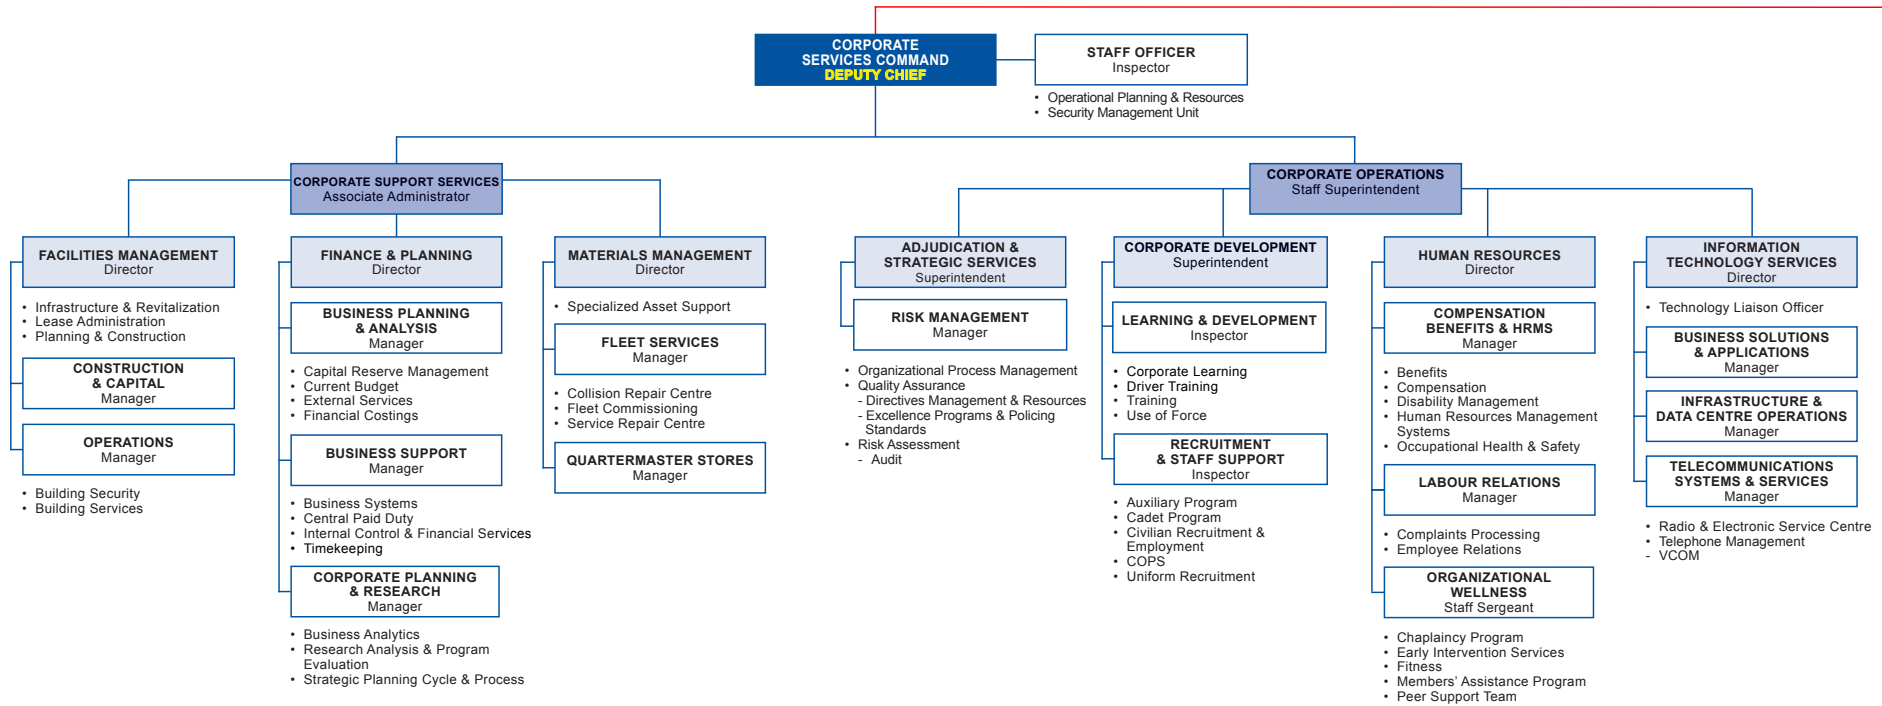 CORPORATE
SERVICES COMMAND
DEPUTY CHIEF
STAFF OFFICER
Inspector
• Operational Planning & Resources
• Security Management Unit
CORPORATE SUPPORT SERVICES
Associate Administrator
CORPORATE OPERATIONS
Staff Superintendent
FACILITIES MANAGEMENT
Director
• Infrastructure & Revitalization
• Lease Administration
• Planning & Construction
CONSTRUCTION
& CAPITAL
Manager
OPERATIONS
Manager
• Building Security
• Building Services
FINANCE & PLANNING
Director
BUSINESS PLANNING
& ANALYSIS
Manager
• Capital Reserve Management
• Current Budget
• External Services
• Financial Costings
BUSINESS SUPPORT
Manager
• Business Systems
• Central Paid Duty
• Internal Control & Financial Services
• Timekeeping
CORPORATE PLANNING
& RESEARCH
Manager
• Business Analytics
• Research Analysis & Program
Evaluation
• Strategic Planning Cycle & Process
MATERIALS MANAGEMENT
Director
• Specialized Asset Support
FLEET SERVICES
Manager
• Collision Repair Centre
• Fleet Commissioning
• Service Repair Centre
QUARTERMASTER STORES
Manager
ADJUDICATION &
STRATEGIC SERVICES
Superintendent
RISK MANAGEMENT
Manager
• Organizational Process Management
• Quality Assurance
- Directives Management & Resources
- Excellence Programs & Policing
Standards
• Risk Assessment
- Audit
CORPORATE DEVELOPMENT
Superintendent
LEARNING & DEVELOPMENT
Inspector
• Corporate Learning
• Driver Training
• Training
• Use of Force
RECRUITMENT
& STAFF SUPPORT
Inspector
• Auxiliary Program
• Cadet Program
• Civilian Recruitment &
Employment
• COPS
• Uniform Recruitment
HUMAN RESOURCES
Director
COMPENSATION
BENEFITS & HRMS
Manager
• Benefits
• Compensation
• Disability Management
• Human Resources Management
Systems
• Occupational Health & Safety
LABOUR RELATIONS
Manager
• Complaints Processing
• Employee Relations
ORGANIZATIONAL
WELLNESS
Staff Sergeant
• Chaplaincy Program
• Early Intervention Services
• Fitness
• Members' Assistance Program
• Peer Support Team
INFORMATION
TECHNOLOGY SERVICES
Director
• Technology Liaison Officer
BUSINESS SOLUTIONS
& APPLICATIONS
Manager
INFRASTRUCTURE &
DATA CENTRE OPERATIONS
Manager
TELECOMMUNICATIONS
SYSTEMS & SERVICES
Manager
• Radio & Electronic Service Centre
• Telephone Management
- VCOM